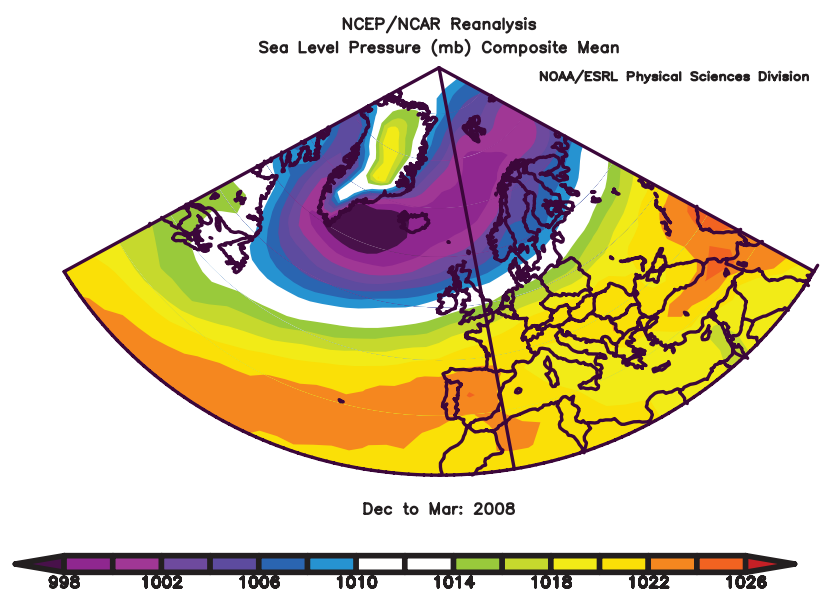 NCEP/NCAR Reanalysis
Sea Level Pressure (mb) Composite Mean
NOAA/ESRL Physical Sciences Division
Dec to Mar: 2008
998 1002 1006 1010 1014 1018 1022 1026